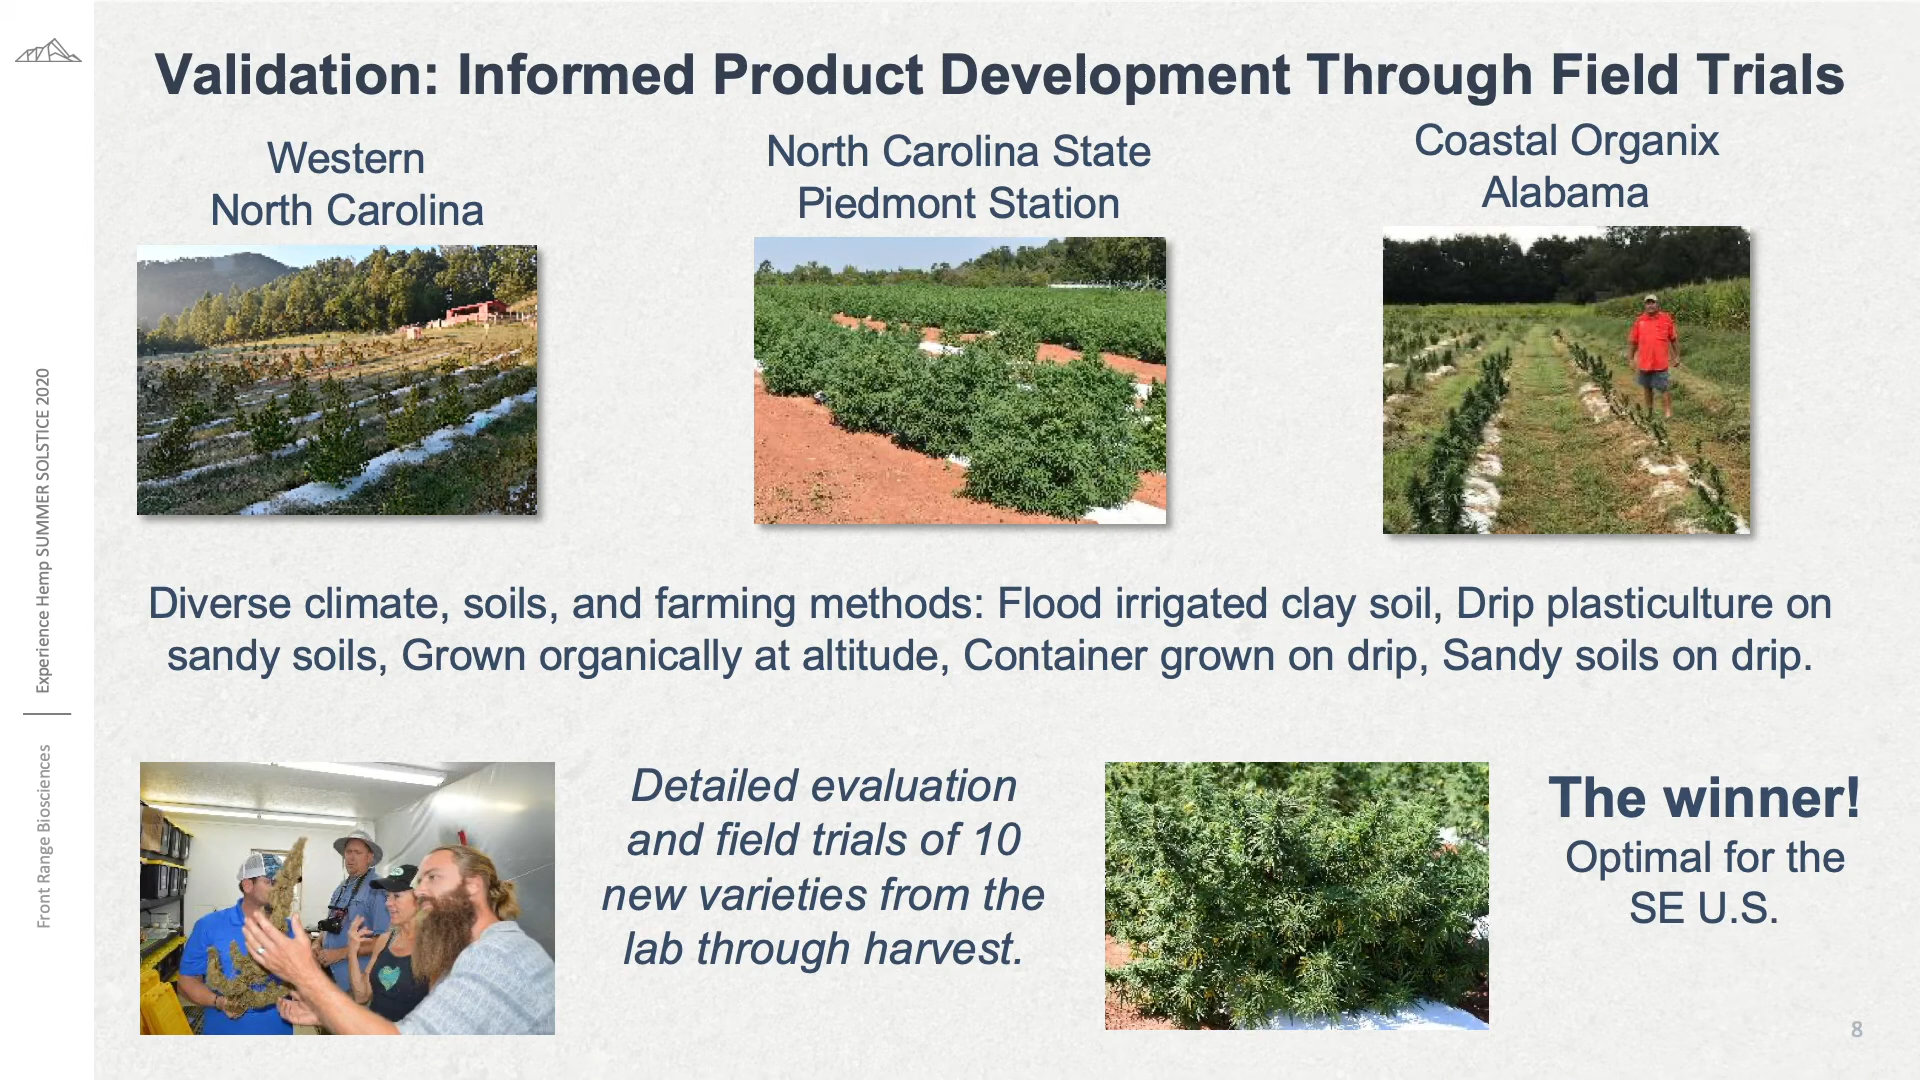 Validation: Informed Product Development Through Field Trials
Western
North Carolina
North Carolina State
Piedmont Station
Coastal Organix
Alabama
Diverse climate, soils, and farming methods: Flood irrigated clay soil, Drip plasticulture on
sandy soils, Grown organically at altitude, Container grown on drip, Sandy soils on drip.
Detailed evaluation
and field trials of 10
new varieties from the
lab through harvest.
The winner!
Optimal for the
SE U.S.
Experience Hemp SUMMER SOLSTICE 2020
Front Range Biosciences
8